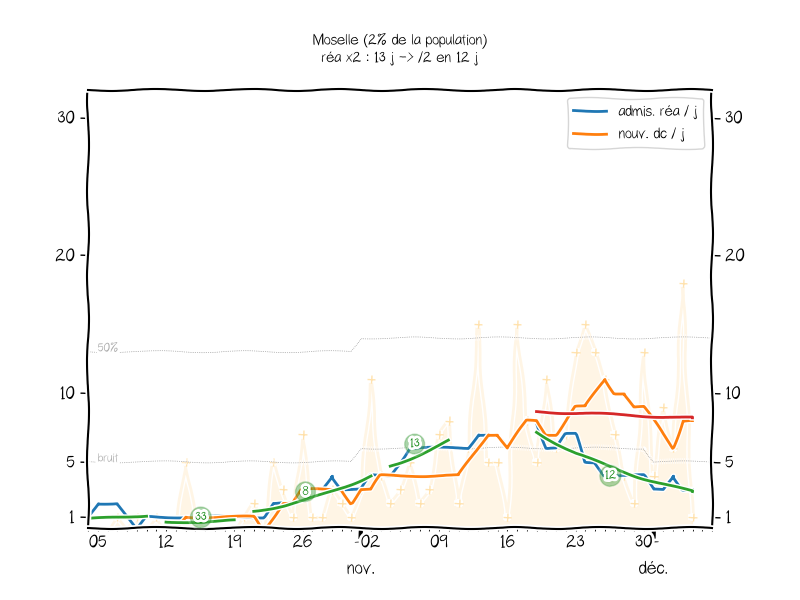 Moselle (2% de la population)
réa x2 : 13 j -> /2 en 12 j
admis. réa / j
nouv. dc / j
30
30
20
20
50%
10
10
13
bruit
5
5
12
8
33
1
1
05 12 19 26 02 09 16 23 30
nov. déc.